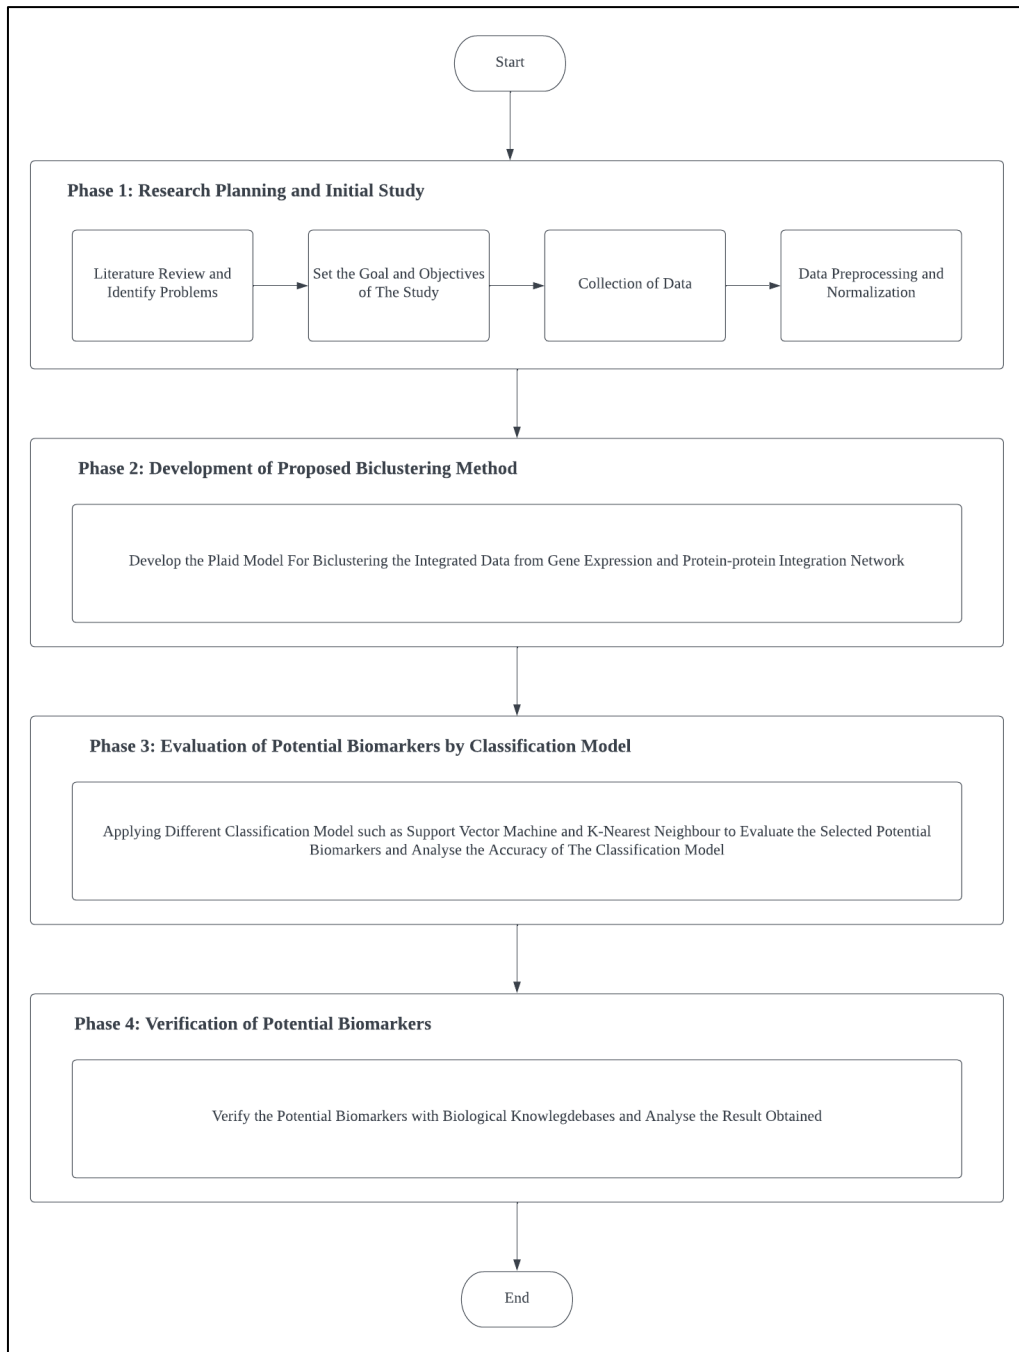 Start
Phase 1: Research Planning and Initial Study
Literature Review and
Identify Problems
Set the Goal and Objectives
of The Study
Collection of Data
Data Preprocessing and
Normalization
Phase 2: Development of Proposed Biclustering Method
Develop the Plaid Model For Biclustering the Integrated Data from Gene Expression and Protein-protein Integration Network
Phase 3: Evaluation of Potential Biomarkers by Classification Model
Applying Different Classification Model such as Support Vector Machine and K-Nearest Neighbour to Evaluate the Selected Potential
Biomarkers and Analyse the Accuracy of The Classification Model
Phase 4: Verification of Potential Biomarkers
Verify the Potential Biomarkers with Biological Knowlegdebases and Analyse the Result Obtained
End